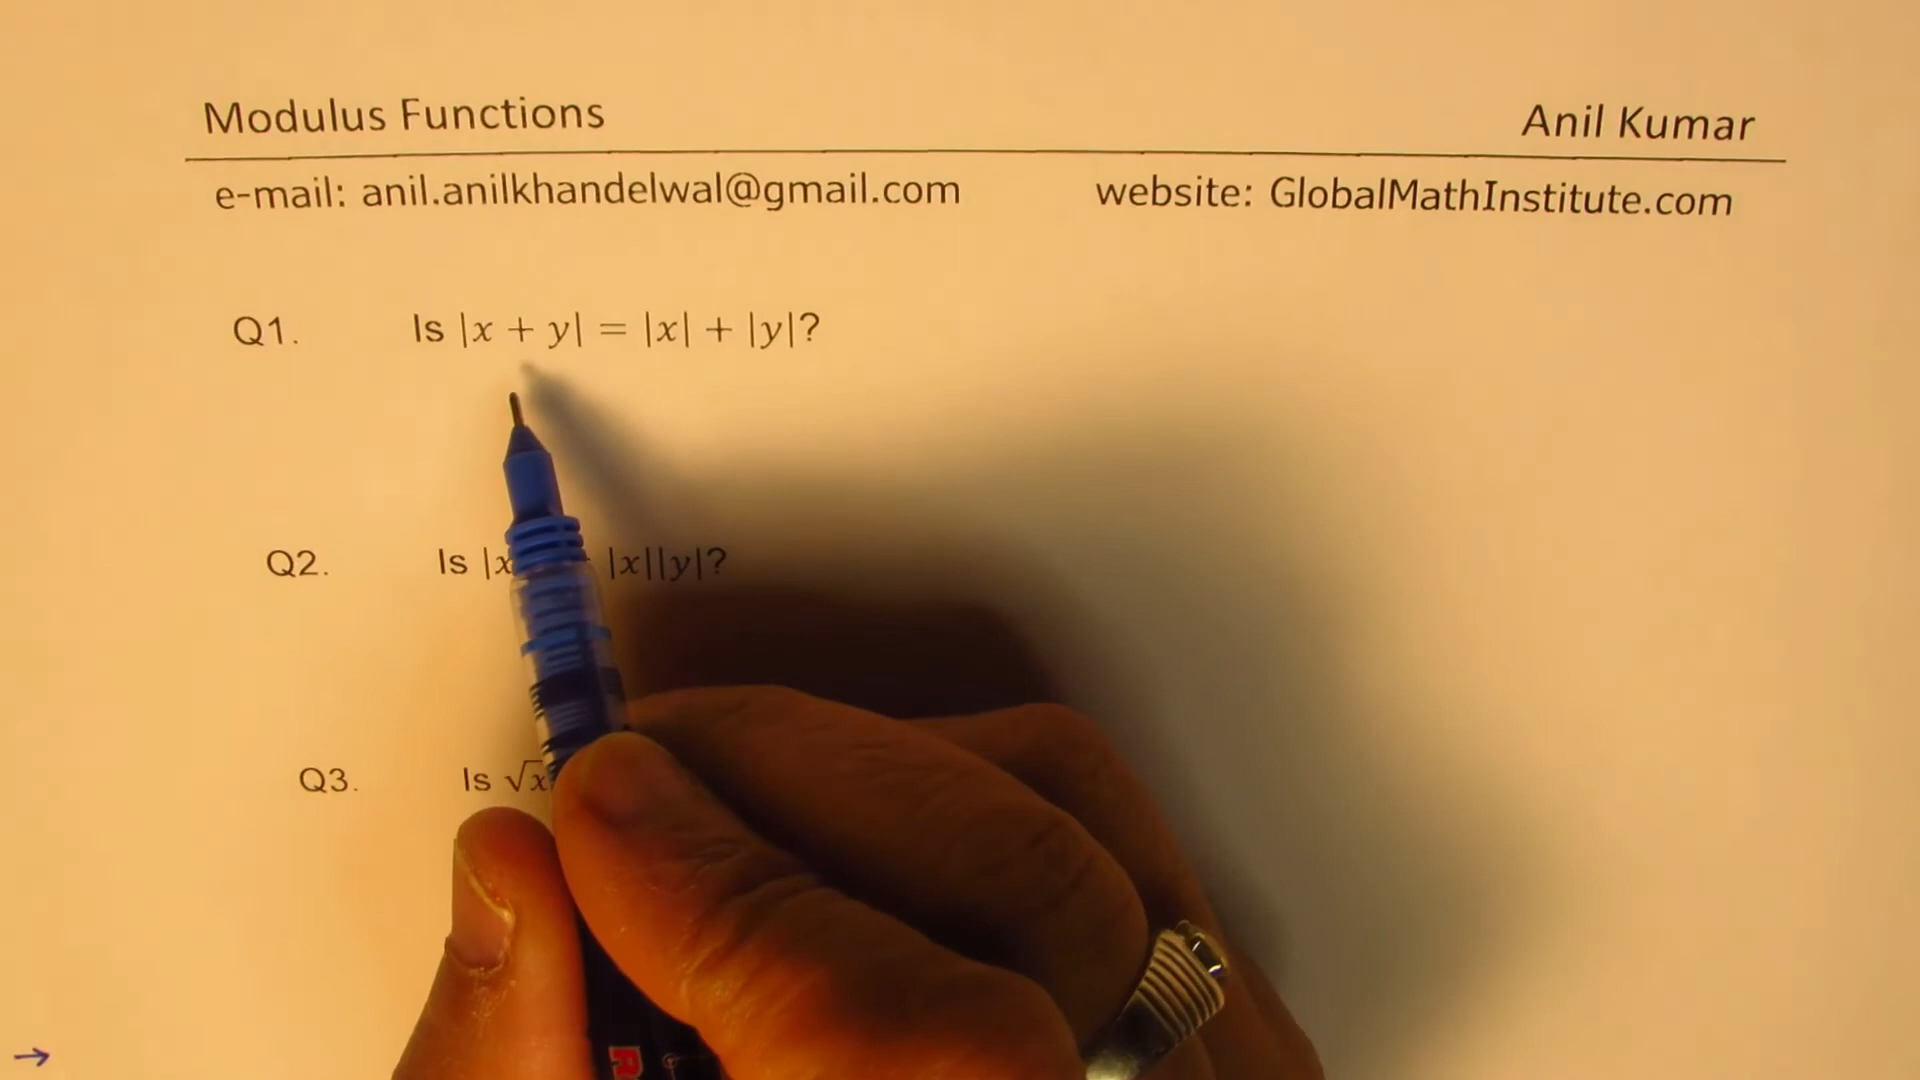 Modulus Functions Anil Kumar
e-mail: anil.anilkhandelwal@gmail.com website: GlobalMathInstitute.com
Q1. Is |x + y| = |x| + |y|?
Q2. Is |x |x||y|?
Q3. Is √x
R
→